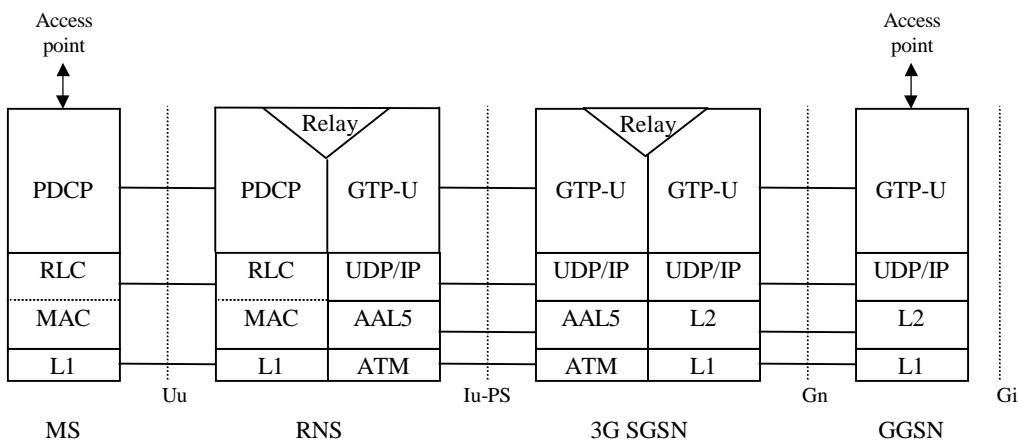 Access
point
Access
point
Relay
Relay
PDCP
PDCP
GTP-U
GTP-U
GTP-U
GTP-U
RLC
RLC
UDP/IP
UDP/IP
UDP/IP
UDP/IP
MAC
MAC
AAL5
AAL5
L2
L2
L1
L1
ATM
ATM
L1
L1
Uu
Iu-PS
Gn
Gi
MS
RNS
3G SGSN
GGSN